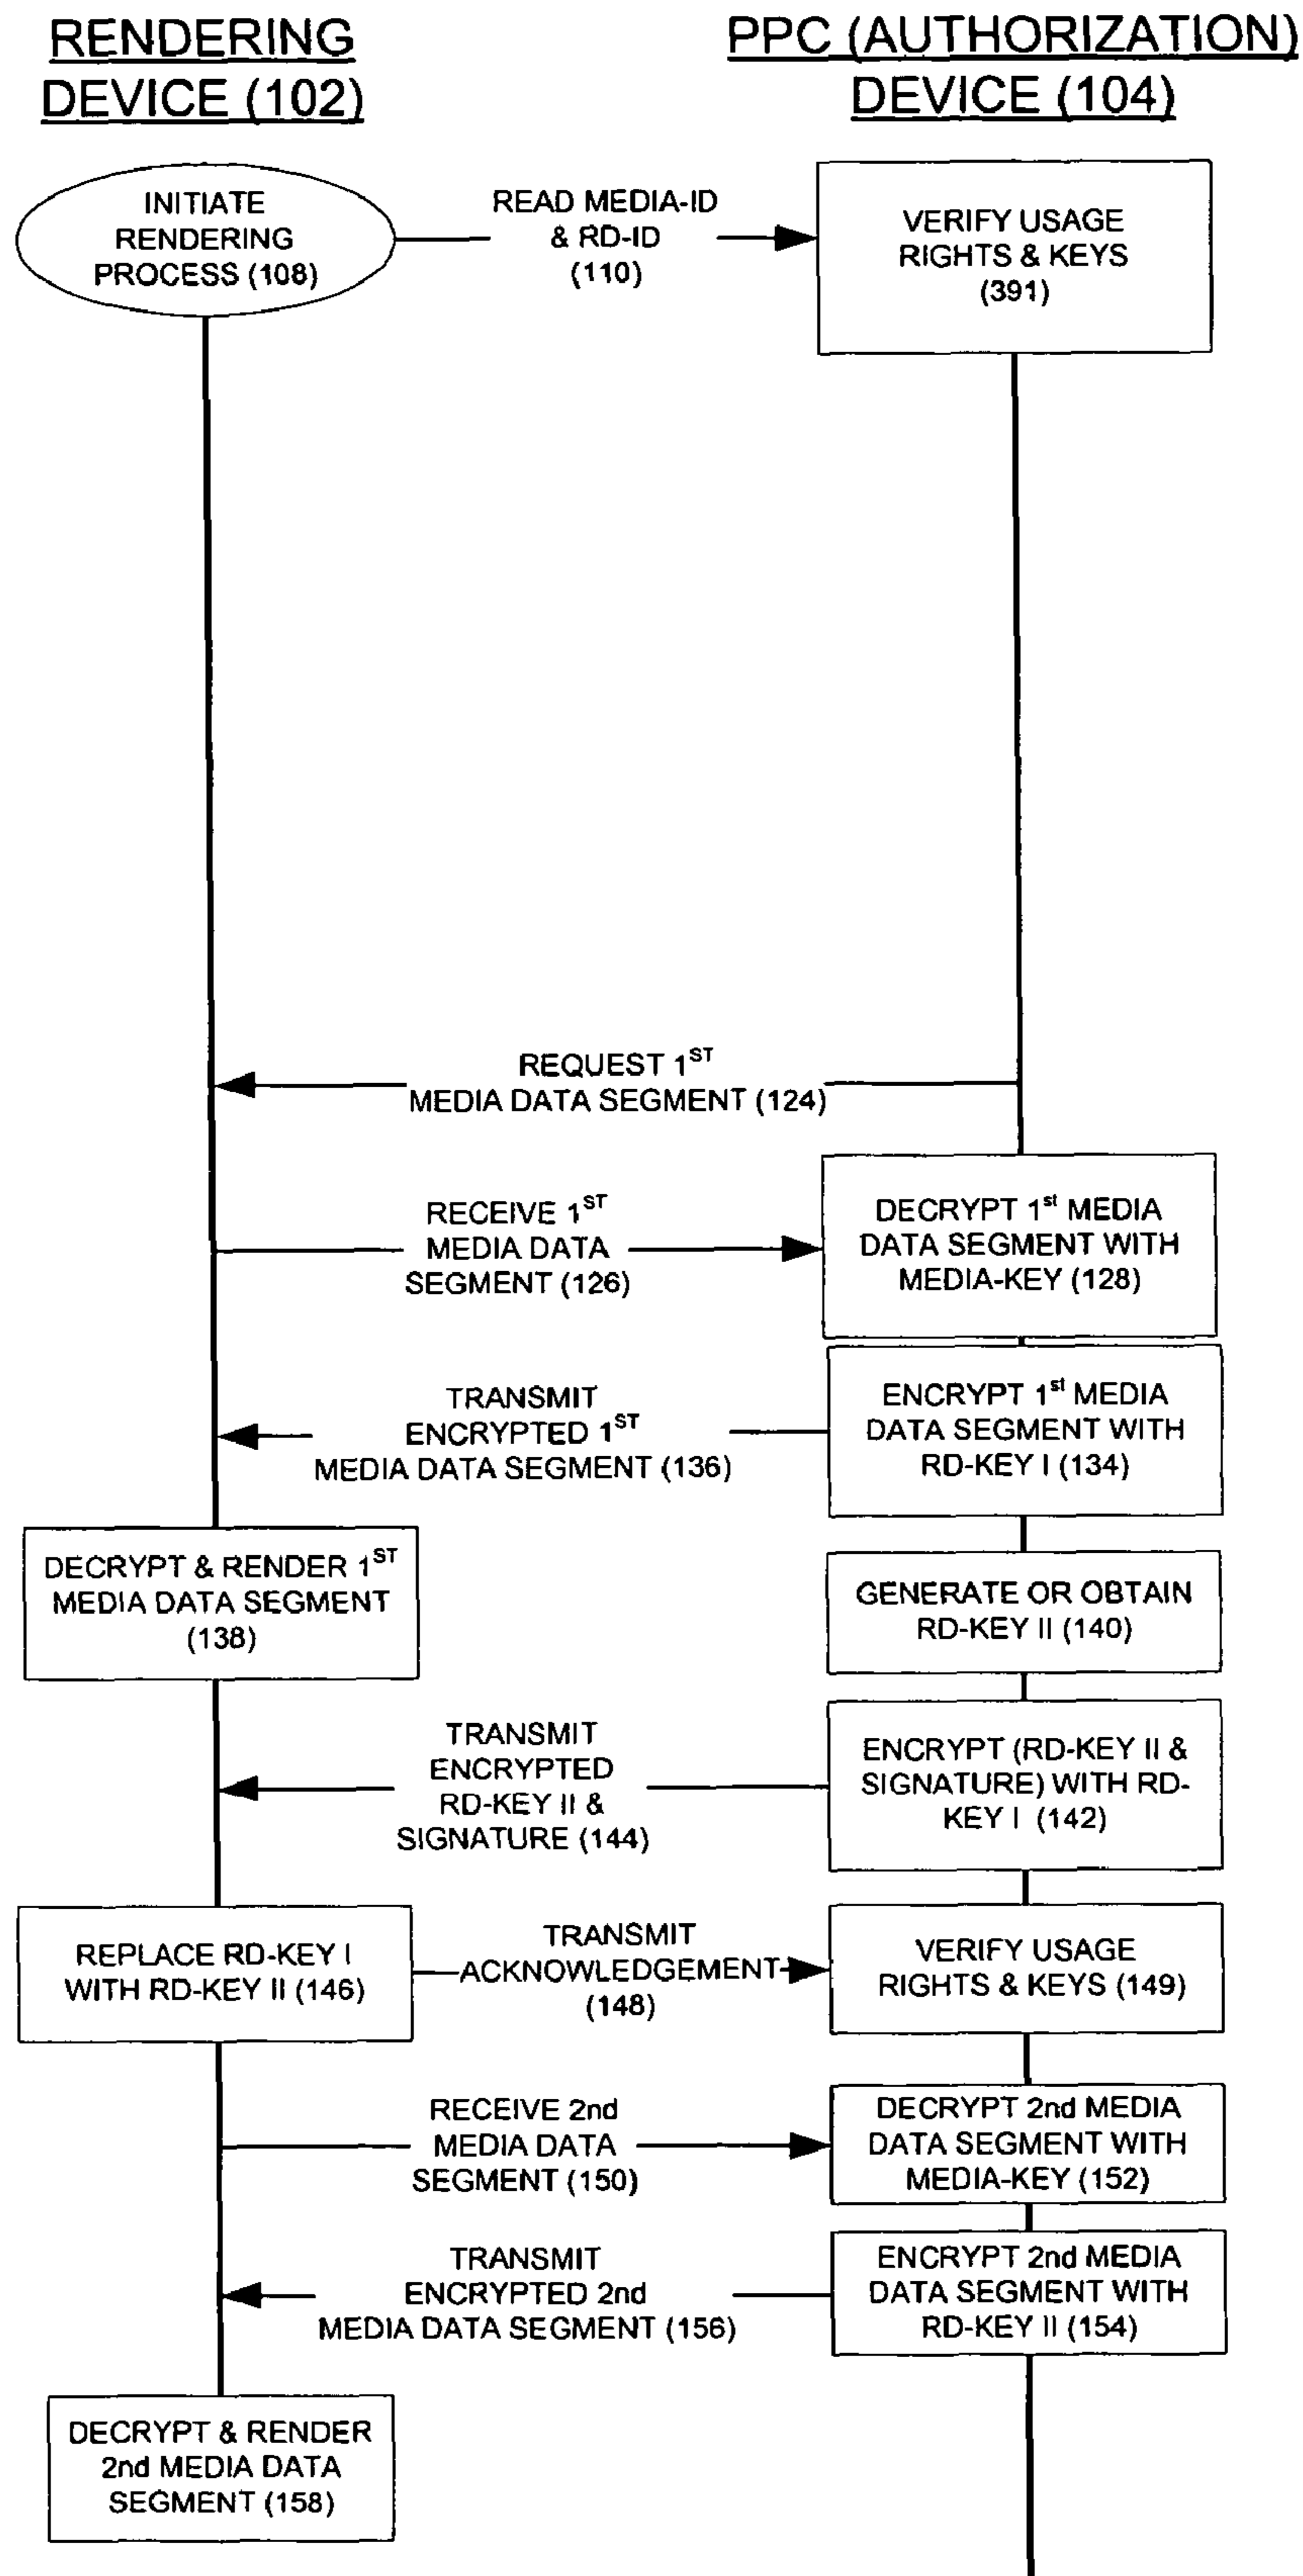 RENDERING
DEVICE (102)
PPC (AUTHORIZATION)
DEVICE (104)
INITIATE
RENDERING
PROCESS (108)
READ MEDIA-ID
& RD-ID
(110)
VERIFY USAGE
RIGHTS & KEYS
(391)
REQUEST 1ST
MEDIA DATA SEGMENT (124)
RECEIVE 1ST
MEDIA DATA
SEGMENT (126)
DECRYPT 1st MEDIA
DATA SEGMENT WITH
MEDIA-KEY (128)
TRANSMIT
ENCRYPTED 1ST
MEDIA DATA SEGMENT (136)
ENCRYPT 1st MEDIA
DATA SEGMENT WITH
RD-KEY I (134)
DECRYPT & RENDER 1ST
MEDIA DATA SEGMENT
(138)
GENERATE OR OBTAIN
RD-KEY II (140)
TRANSMIT
ENCRYPTED
RD-KEY II &
SIGNATURE (144)
ENCRYPT (RD-KEY II &
SIGNATURE) WITH RD-
KEY I (142)
REPLACE RD-KEY I
WITH RD-KEY II (146)
TRANSMIT
ACKNOWLEDGEMENT
(148)
VERIFY USAGE
RIGHTS & KEYS (149)
RECEIVE 2nd
MEDIA DATA
SEGMENT (150)
DECRYPT 2nd MEDIA
DATA SEGMENT WITH
MEDIA-KEY (152)
TRANSMIT
ENCRYPTED 2nd
MEDIA DATA SEGMENT (156)
ENCRYPT 2nd MEDIA
DATA SEGMENT WITH
RD-KEY II (154)
DECRYPT & RENDER
2nd MEDIA DATA
SEGMENT (158)